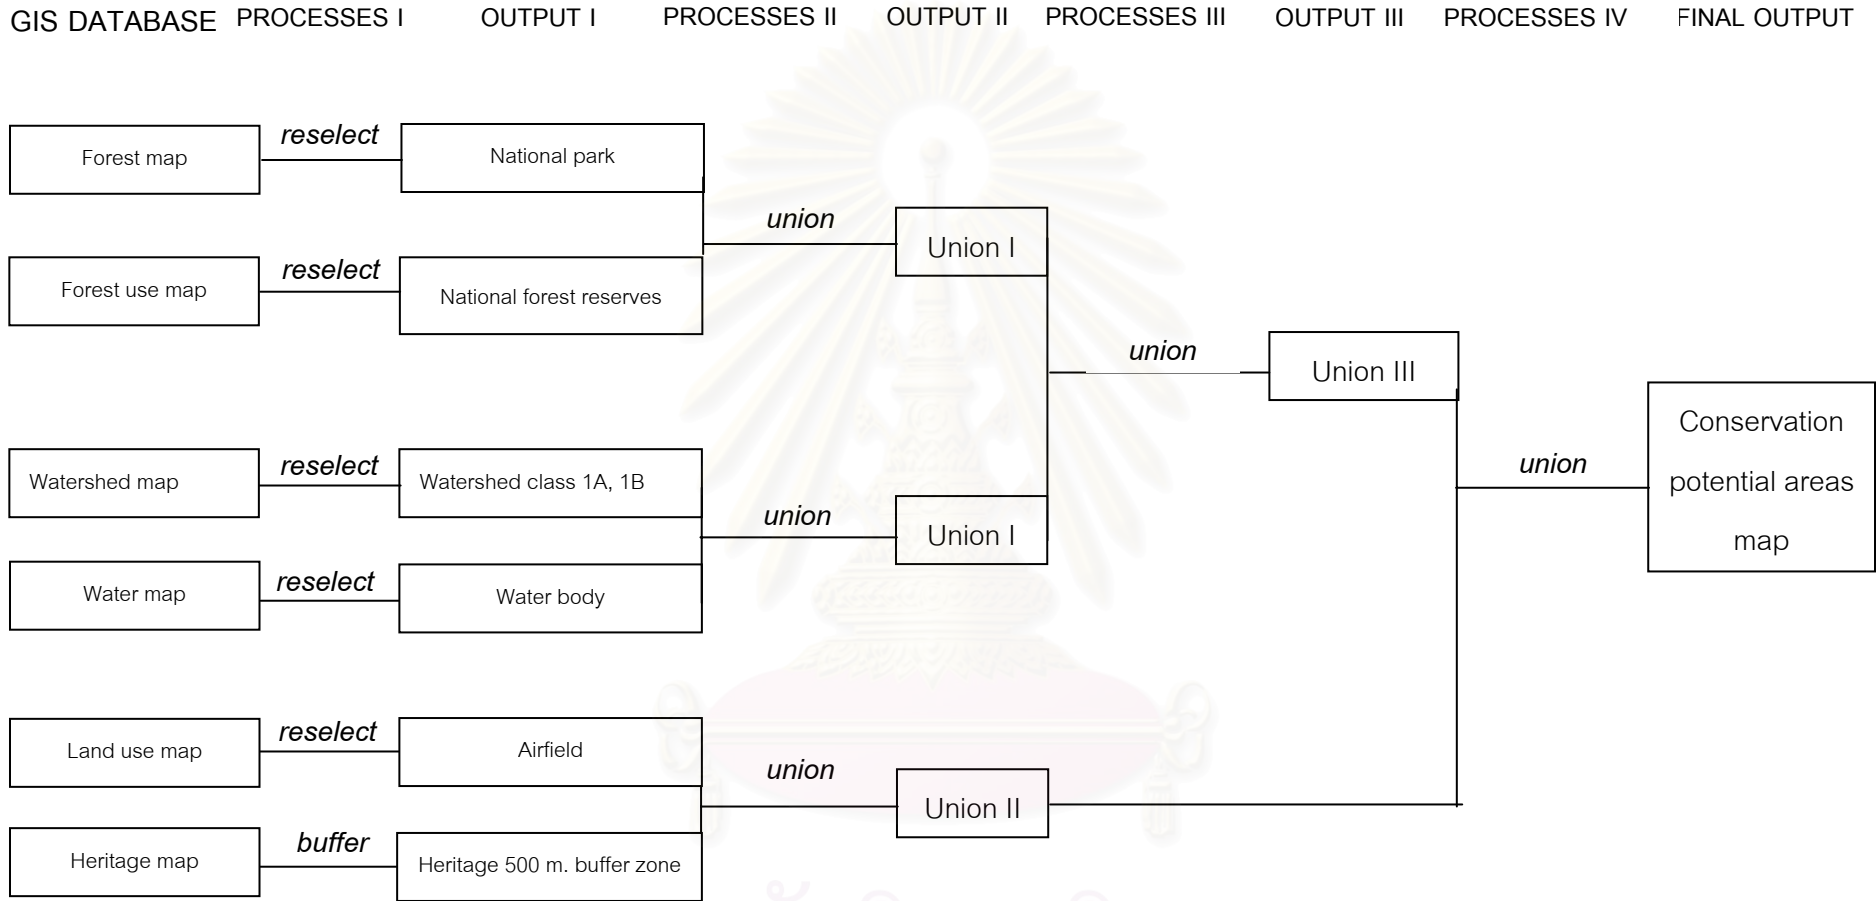 GIS DATABASE PROCESSES I OUTPUT I PROCESSES II OUTPUT II PROCESSES III OUTPUT III PROCESSES IV FINAL OUTPUT
Forest map
reselect
National park
union
Union I
Forest use map
reselect
National forest reserves
union
Union III
Watershed map
reselect
Watershed class 1A, 1B
union
Union I
Water map
reselect
Water body
union
Conservation
potential areas
map
Land use map
reselect
Airfield
union
Union II
Heritage map
buffer
Heritage 500 m. buffer zone